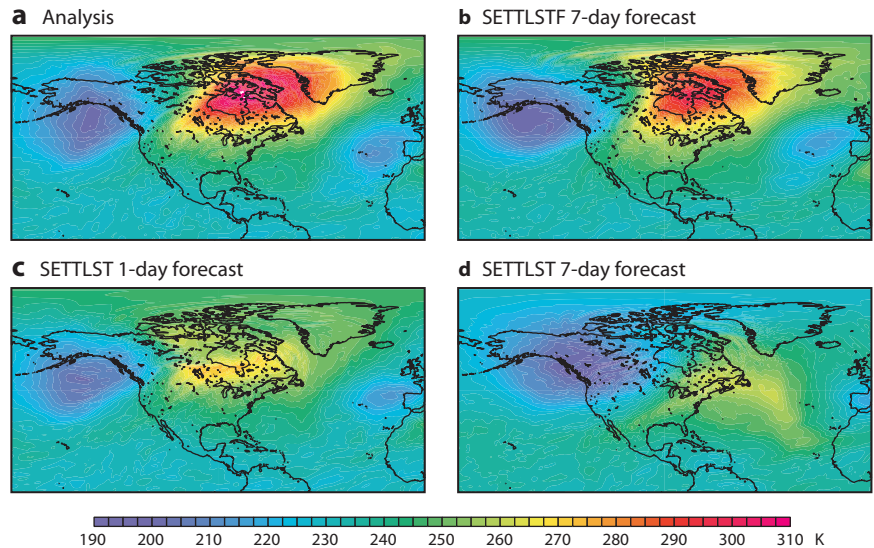 a Analysis
b SETTLSTF 7-day forecast
c SETTLST 1-day forecast
d SETTLST 7-day forecast
190 200 210 220 230 240 250 260 270 280 290 300 310 K